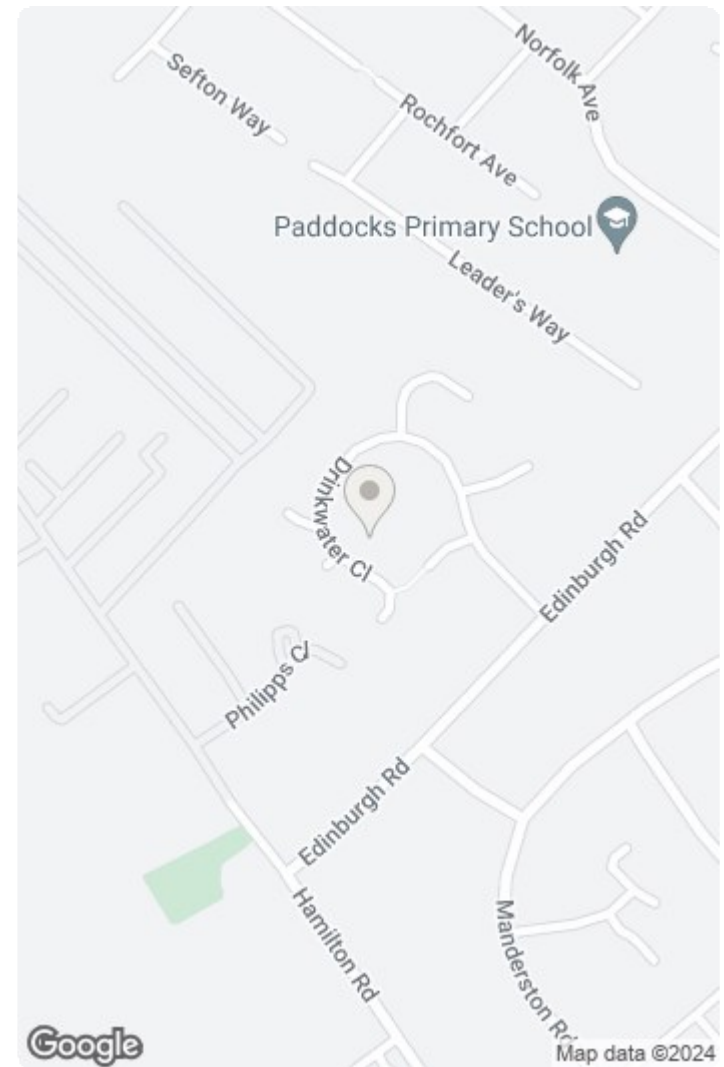 Norfolk Ave
Sefton Way
Rochfort Ave
Paddocks Primary School
Leader's Way
Drinkwater Cl
Edinburgh Rd
Philipps Cl
Edinburgh Rd
Hamilton Rd
Manderston Rd
Google
Map data ©2024